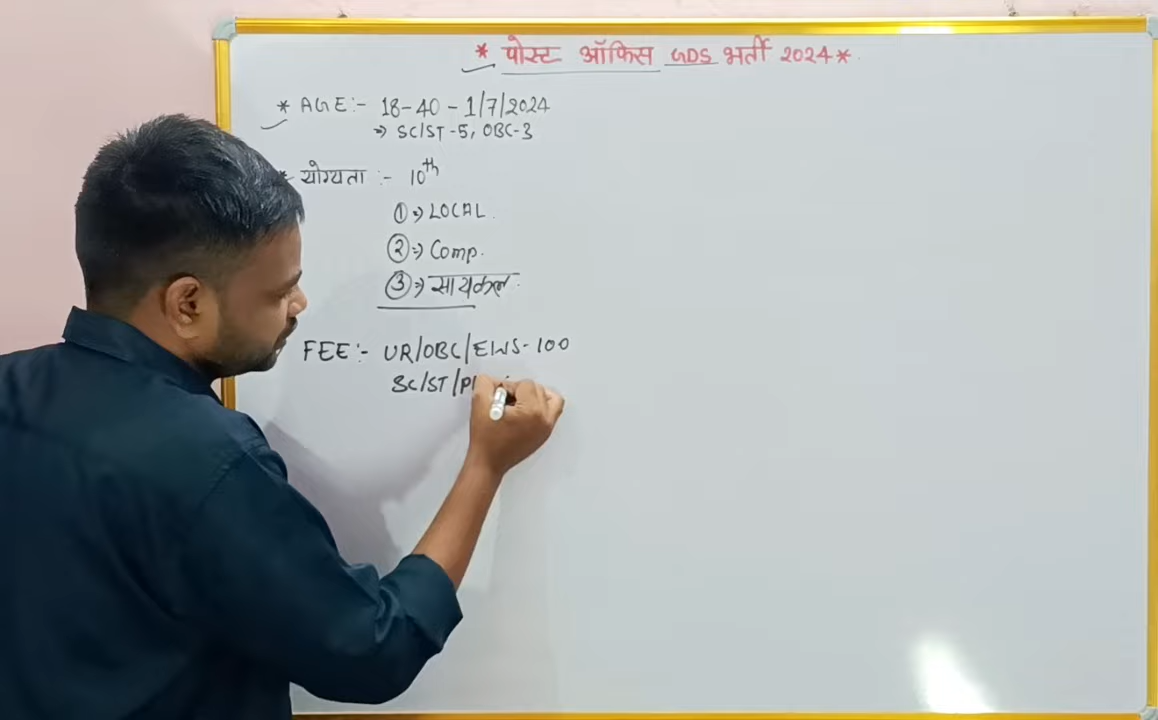 * पोस्ट ऑफिस GDS भर्ती 2024 *
* AGE :- 18-40 - 1/7/2024
→ SC/ST - 5, OBC - 3
* योग्यता :- 10th
① → LOCAL.
② → Comp.
③ → सायकल.
FEE :- UR/OBC/EWS - 100
SC/ST/